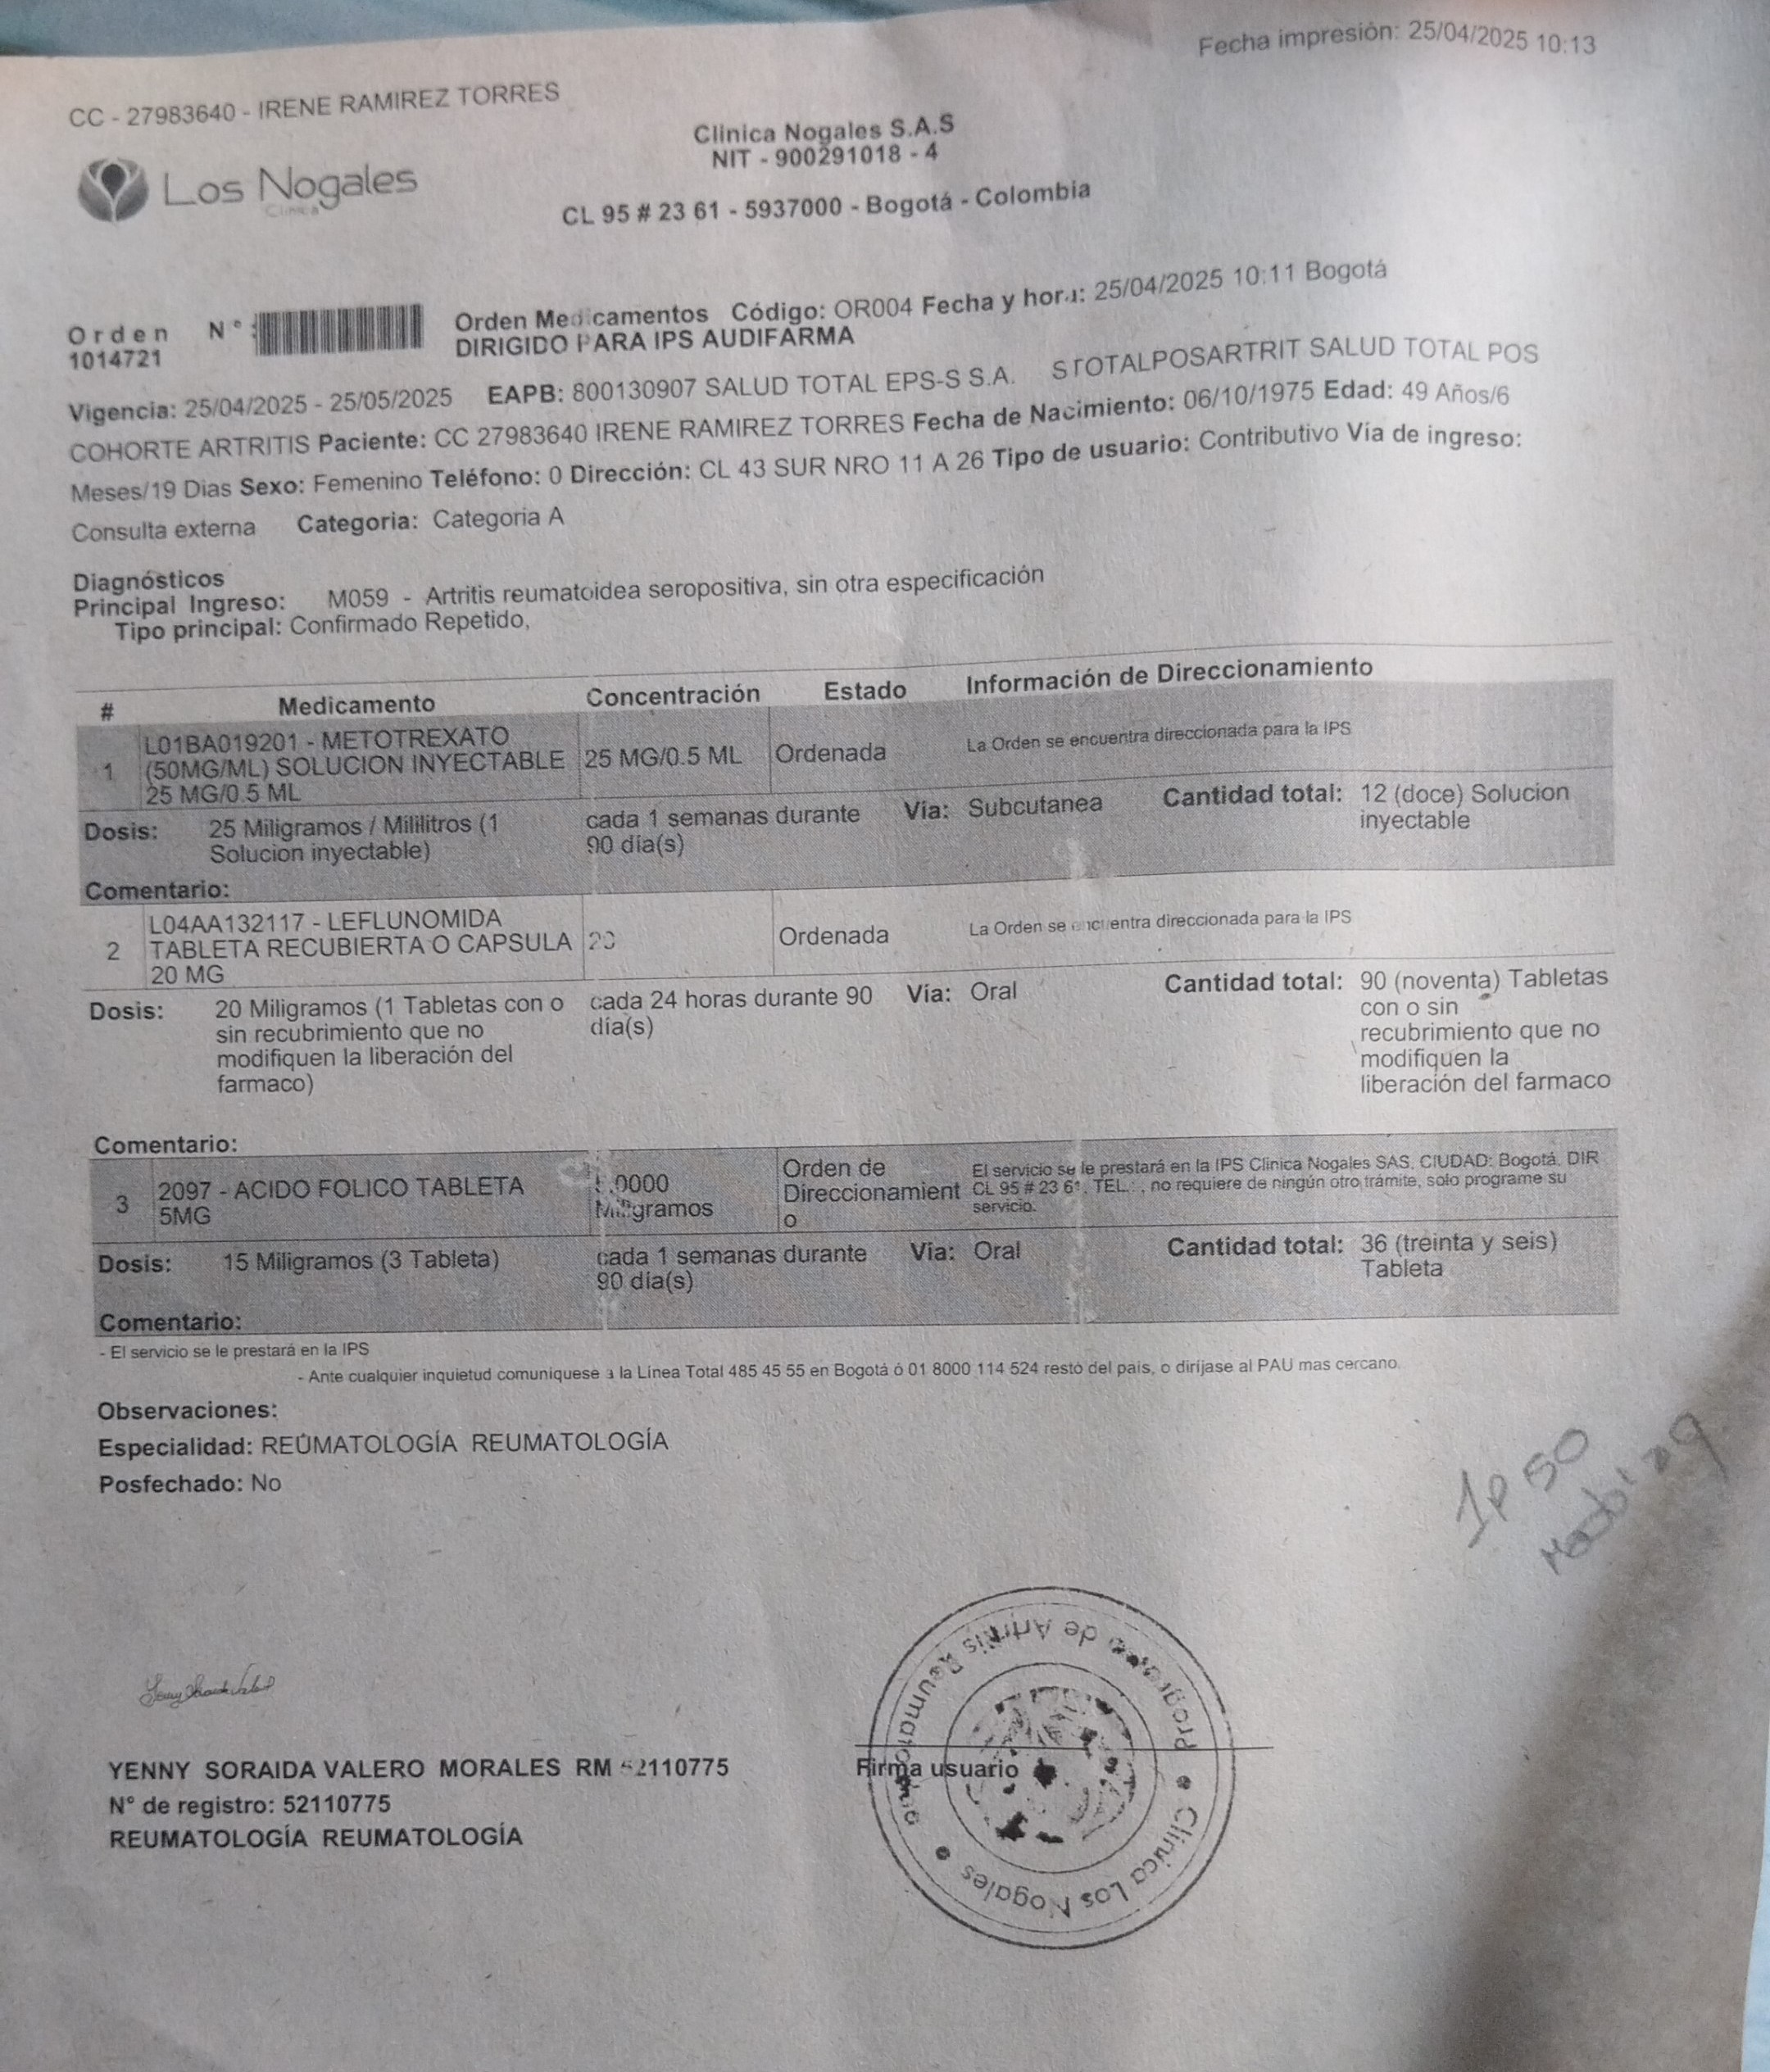 Fecha impresión: 25/04/2025 10:13
CC - 27983640 - IRENE RAMIREZ TORRES
Los Nogales
Clínica
Clinica Nogales S.A.S
NIT - 900291018 - 4
CL 95 # 23 61 - 5937000 - Bogotá - Colombia
Orden N°:
1014721
Orden Medicamentos Código: OR004 Fecha y hora: 25/04/2025 10:11 Bogotá
DIRIGIDO PARA IPS AUDIFARMA
Vigencia: 25/04/2025 - 25/05/2025 EAPB: 800130907 SALUD TOTAL EPS-S S.A. STOTALPOSARTRIT SALUD TOTAL POS
COHORTE ARTRITIS Paciente: CC 27983640 IRENE RAMIREZ TORRES Fecha de Nacimiento: 06/10/1975 Edad: 49 Años/6
Meses/19 Dias Sexo: Femenino Teléfono: 0 Dirección: CL 43 SUR NRO 11 A 26 Tipo de usuario: Contributivo Vía de ingreso:
Consulta externa Categoria: Categoria A
Diagnósticos
Principal Ingreso: M059 - Artritis reumatoidea seropositiva, sin otra especificación
Tipo principal: Confirmado Repetido,
# Medicamento Concentración Estado Información de Direccionamiento
1 L01BA019201 - METOTREXATO (50MG/ML) SOLUCION INYECTABLE 25 MG/0.5 ML 25 MG/0.5 ML Ordenada La Orden se encuentra direccionada para la IPS
Dosis: 25 Miligramos / Mililitros (1 Solucion inyectable) cada 1 semanas durante 90 día(s) Vía: Subcutanea Cantidad total: 12 (doce) Solucion inyectable
Comentario:
2 L04AA132117 - LEFLUNOMIDA TABLETA RECUBIERTA O CAPSULA 20 MG 20 Ordenada La Orden se encuentra direccionada para la IPS
Dosis: 20 Miligramos (1 Tabletas con o sin recubrimiento que no modifiquen la liberación del farmaco) cada 24 horas durante 90 día(s) Vía: Oral Cantidad total: 90 (noventa) Tabletas con o sin recubrimiento que no modifiquen la liberación del farmaco
Comentario:
3 2097 - ACIDO FOLICO TABLETA 5MG .0000 Miligramos Orden de Direccionamiento El servicio se le prestará en la IPS Clinica Nogales SAS, CIUDAD: Bogotá, DIR CL 95 # 23 61, TEL.: , no requiere de ningún otro trámite, solo programe su servicio.
Dosis: 15 Miligramos (3 Tableta) cada 1 semanas durante 90 día(s) Vía: Oral Cantidad total: 36 (treinta y seis) Tableta
Comentario:
- El servicio se le prestará en la IPS
- Ante cualquier inquietud comuniquese a la Línea Total 485 45 55 en Bogotá ó 01 8000 114 524 resto del país, o diríjase al PAU mas cercano.
Observaciones:
Especialidad: REUMATOLOGÍA REUMATOLOGÍA
Posfechado: No
YENNY SORAIDA VALERO MORALES RM 52110775
N° de registro: 52110775
REUMATOLOGÍA REUMATOLOGÍA
Firma usuario
Programa de Artritis Reumatoide
Clínica Los Nogales